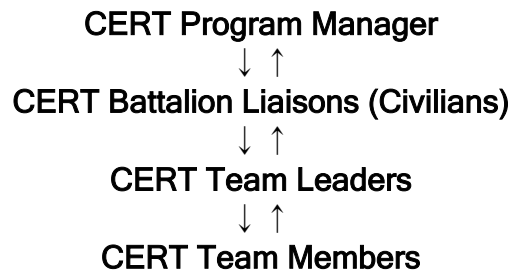 CERT Program Manager
↓ ↑
CERT Battalion Liaisons (Civilians)
↓ ↑
CERT Team Leaders
↓ ↑
CERT Team Members